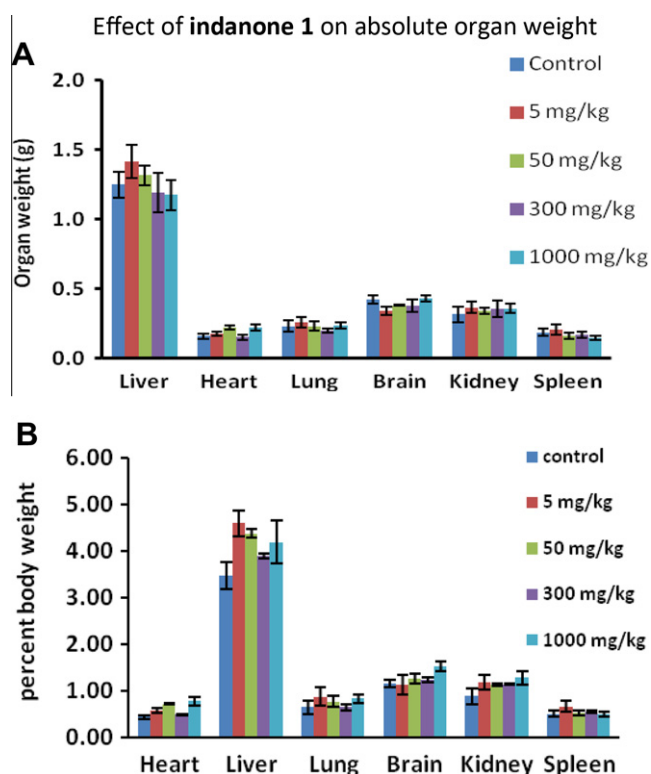 Effect of indanone 1 on absolute organ weight
A
2.0
1.5
1.0
0.5
0.0
Organ weight (g)
Control
5 mg/kg
50 mg/kg
300 mg/kg
1000 mg/kg
Liver Heart Lung Brain Kidney Spleen
B
6.00
5.00
4.00
3.00
2.00
1.00
0.00
percent body weight
control
5 mg/kg
50 mg/kg
300 mg/kg
1000 mg/kg
Heart Liver Lung Brain Kidney Spleen